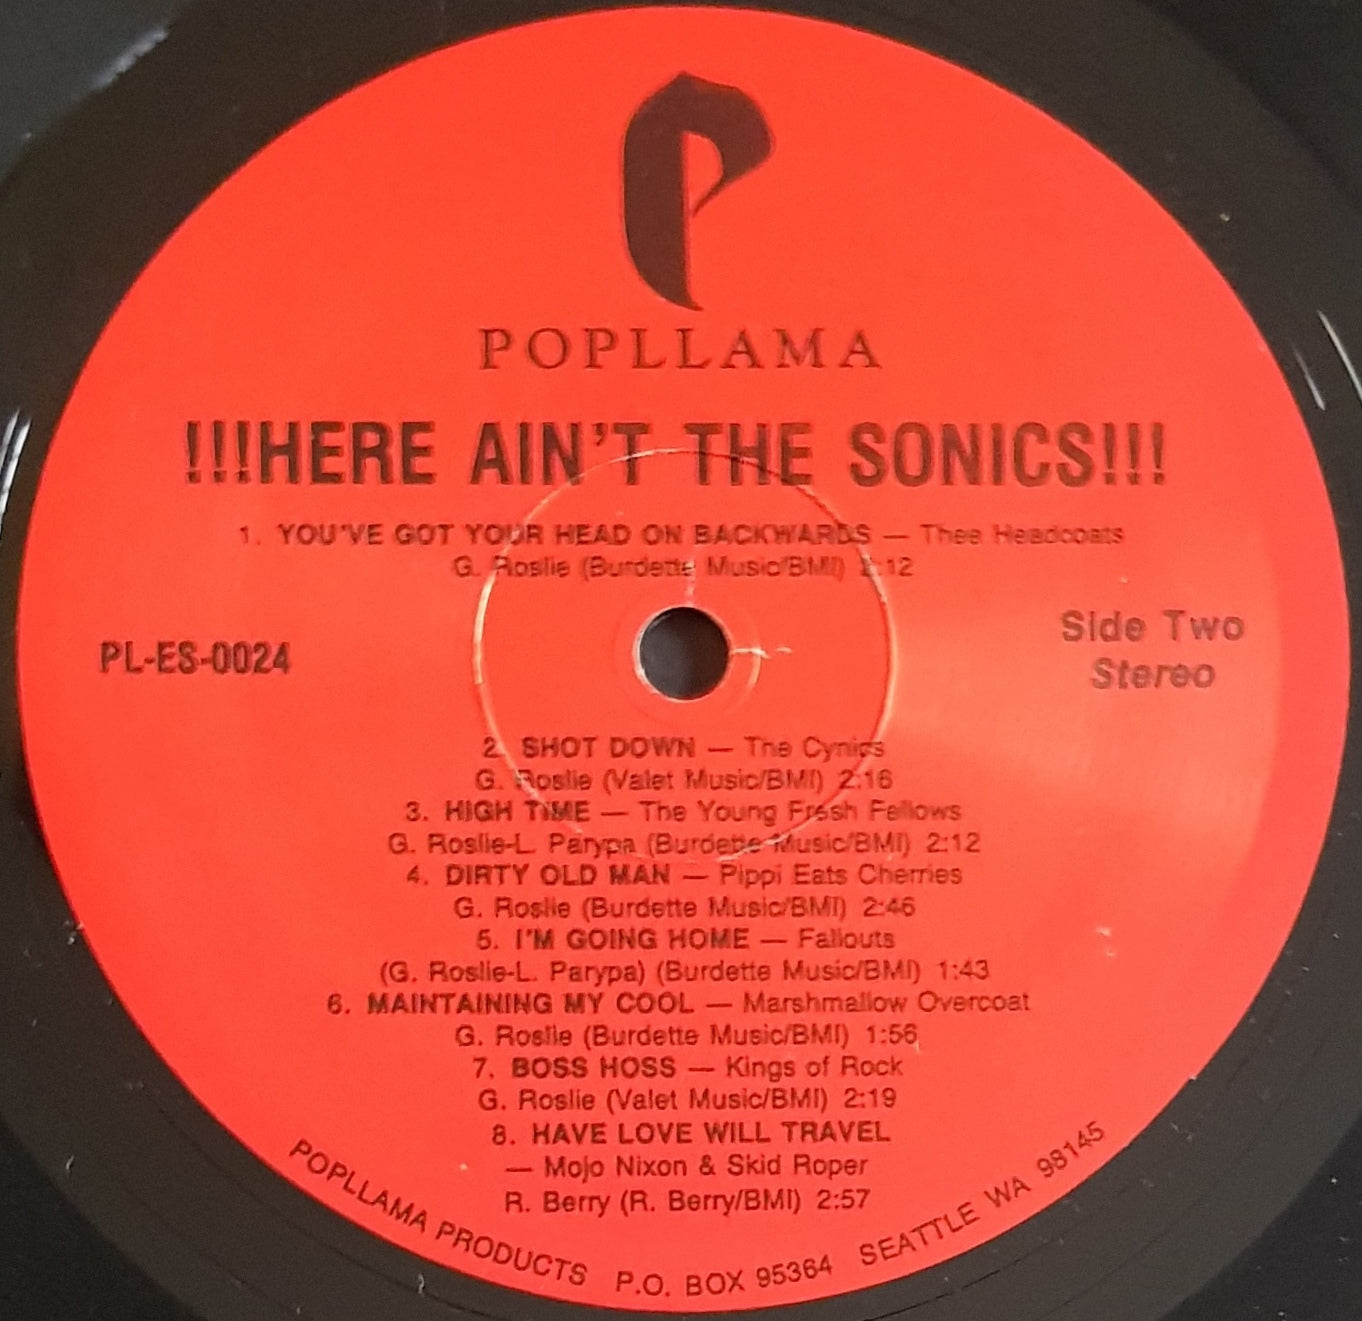 P
POPLLAMA
!!!HERE AIN'T THE SONICS!!!
1. YOU'VE GOT YOUR HEAD ON BACKWARDS — Thee Headcoats
G. Roslie (Burdette Music/BMI) 2:12
PL-ES-0024
Side Two
Stereo
2. SHOT DOWN — The Cynics
G. Roslie (Valet Music/BMI) 2:16
3. HIGH TIME — The Young Fresh Fellows
G. Roslie-L. Parypa (Burdette Music/BMI) 2:12
4. DIRTY OLD MAN — Pippi Eats Cherries
G. Roslie (Burdette Music/BMI) 2:46
5. I'M GOING HOME — Fallouts
(G. Roslie-L. Parypa) (Burdette Music/BMI) 1:43
6. MAINTAINING MY COOL — Marshmallow Overcoat
G. Roslie (Burdette Music/BMI) 1:56
7. BOSS HOSS — Kings of Rock
G. Roslie (Valet Music/BMI) 2:19
8. HAVE LOVE WILL TRAVEL
— Mojo Nixon & Skid Roper
R. Berry (R. Berry/BMI) 2:57
POPLLAMA PRODUCTS P.O. BOX 95364 SEATTLE WA 98145